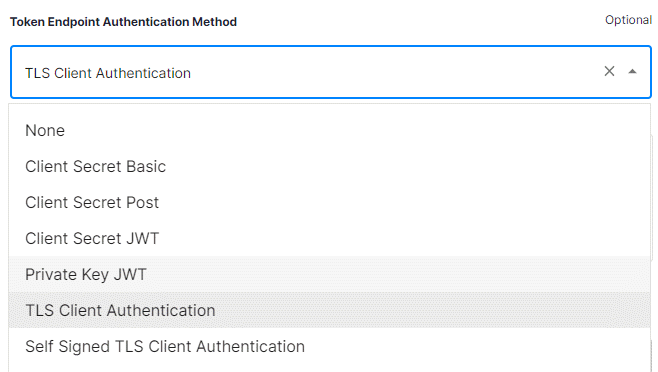 Token Endpoint Authentication Method
Optional
TLS Client Authentication
None
Client Secret Basic
Client Secret Post
Client Secret JWT
Private Key JWT
TLS Client Authentication
Self Signed TLS Client Authentication